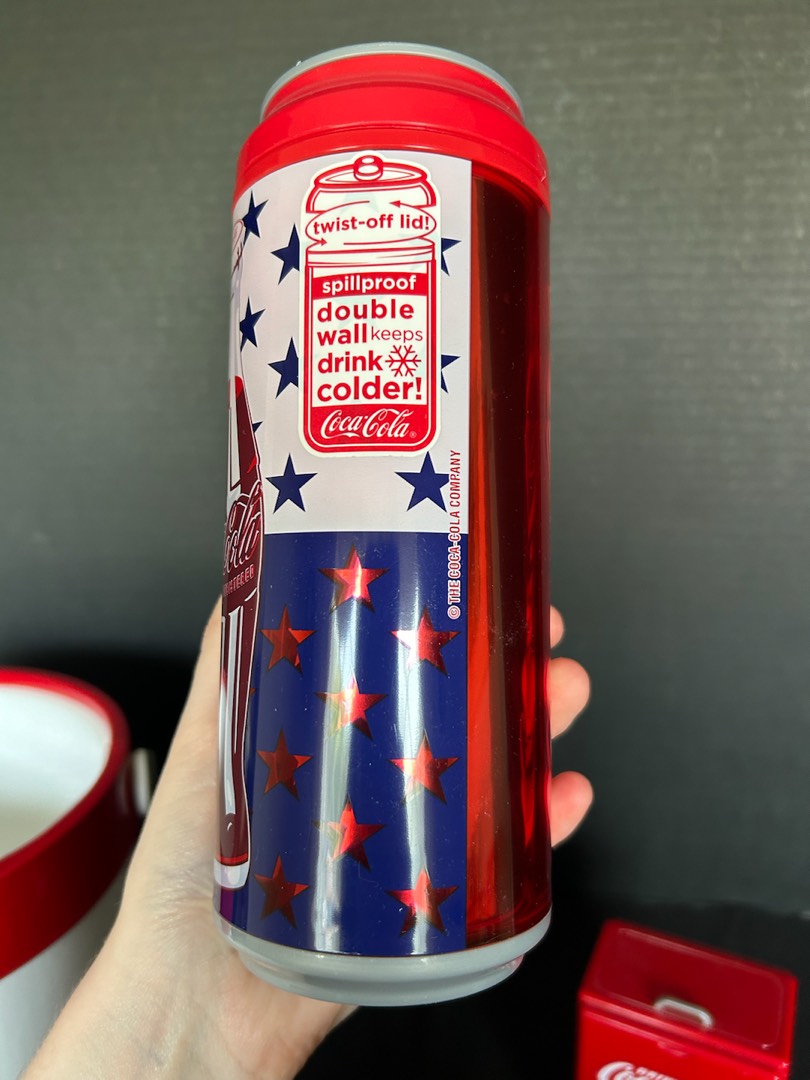 twist-off lid!
spillproof
double
wall keeps
drink
colder!
Coca-Cola
© THE COCA-COLA COMPANY